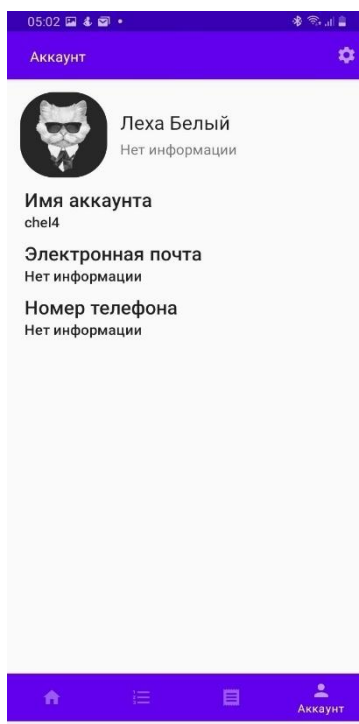 05:02
Аккаунт
Леха Белый
Нет информации
Имя аккаунта
chel4
Электронная почта
Нет информации
Номер телефона
Нет информации
Аккаунт